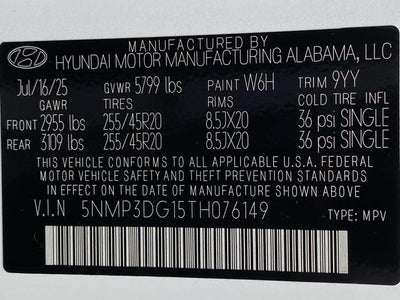 MANUFACTURED BY
HYUNDAI MOTOR MANUFACTURING ALABAMA, LLC
Jul/16/25 GVWR 5799 lbs PAINT W6H TRIM 9YY
GAWR TIRES RIMS COLD TIRE INFL
FRONT 2955 lbs 255/45R20 8.5JX20 36 psi SINGLE
REAR 3109 lbs 255/45R20 8.5JX20 36 psi SINGLE
THIS VEHICLE CONFORMS TO ALL APPLICABLE U.S.A. FEDERAL
MOTOR VEHICLE SAFETY AND THEFT PREVENTION STANDARDS
IN EFFECT ON THE DATE OF MANUFACTURE SHOWN ABOVE.
V.I.N 5NMP3DG15TH076149 TYPE: MPV